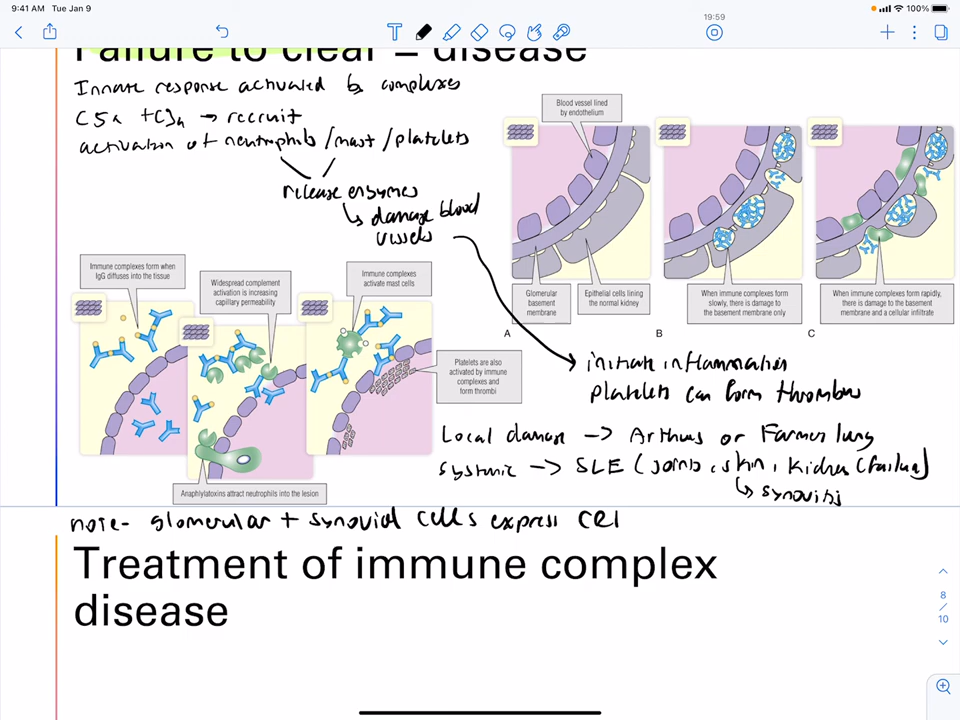 9:41 AM Tue Jan 9
100%
19:59
Failure to clear = disease
Innate response activated by complexes
C5a + C3a → recruit
activation of neutrophils / mast / platelets
release enzymes
↳ damage blood
vessels
Blood vessel lined
by endothelium
Glomerular
basement
membrane
Epithelial cells lining
the normal kidney
When immune complexes form
slowly, there is damage to
the basement membrane only
When immune complexes form rapidly,
there is damage to the basement
membrane and a cellular infiltrate
A
B
C
Immune complexes form when
IgG diffuses into the tissue
Widespread complement
activation is increasing
capillary permeability
Immune complexes
activate mast cells
Platelets are also
activated by immune
complexes and
form thrombi
Anaphylatoxins attract neutrophils into the lesion
initiate inflammation
platelets can form thrombus
Local damage → Arthus or Farmer lung
systemic → SLE (joints, skin, kidney (failure)
↳ synovitis
note- glomerular + synovial cells express CR1
Treatment of immune complex
disease
8
/
10